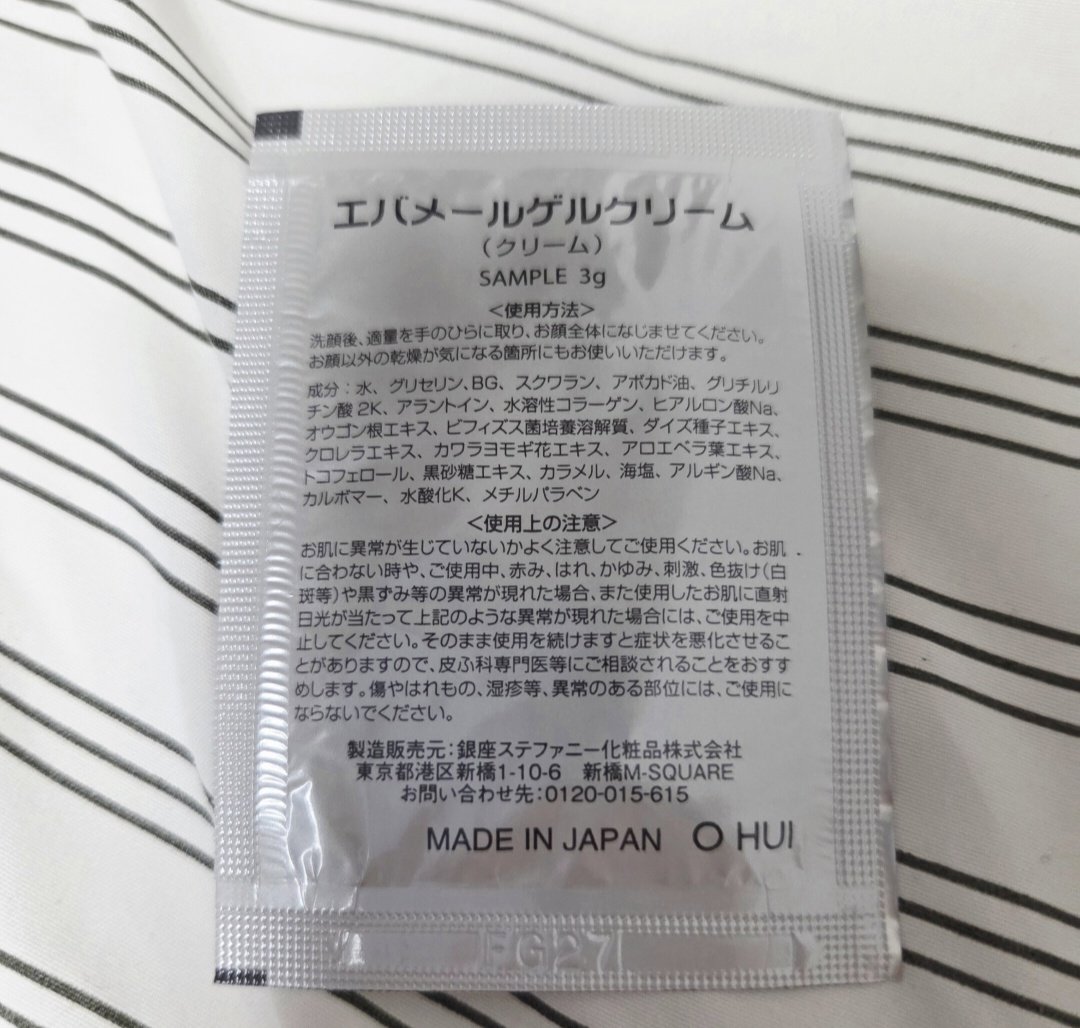 エバメールゲルクリーム
（クリーム）
SAMPLE 3g
＜使用方法＞
洗顔後、適量を手のひらに取り、お顔全体になじませてください。
お顔以外の乾燥が気になる箇所にもお使いいただけます。
成分：水、グリセリン、BG、スクワラン、アボカド油、グリチルリ
チン酸2K、アラントイン、水溶性コラーゲン、ヒアルロン酸Na、
オウゴン根エキス、ビフィズス菌培養溶解質、ダイズ種子エキス、
クロレラエキス、カワラヨモギ花エキス、アロエベラ葉エキス、
トコフェロール、黒砂糖エキス、カラメル、海塩、アルギン酸Na、
カルボマー、水酸化K、メチルパラベン
＜使用上の注意＞
お肌に異常が生じていないかよく注意してご使用ください。お肌
に合わない時や、ご使用中、赤み、はれ、かゆみ、刺激、色抜け（白
斑等）や黒ずみ等の異常が現れた場合、また使用したお肌に直射
日光が当たって上記のような異常が現れた場合には、ご使用を中
止してください。そのまま使用を続けますと症状を悪化させるこ
とがありますので、皮ふ科専門医等にご相談されることをおすす
めします。傷やはれもの、湿疹等、異常のある部位には、ご使用に
ならないでください。
製造販売元：銀座ステファニー化粧品株式会社
東京都港区新橋1-10-6　新橋M-SQUARE
お問い合わせ先：0120-015-615
MADE IN JAPAN O HUI
FG27